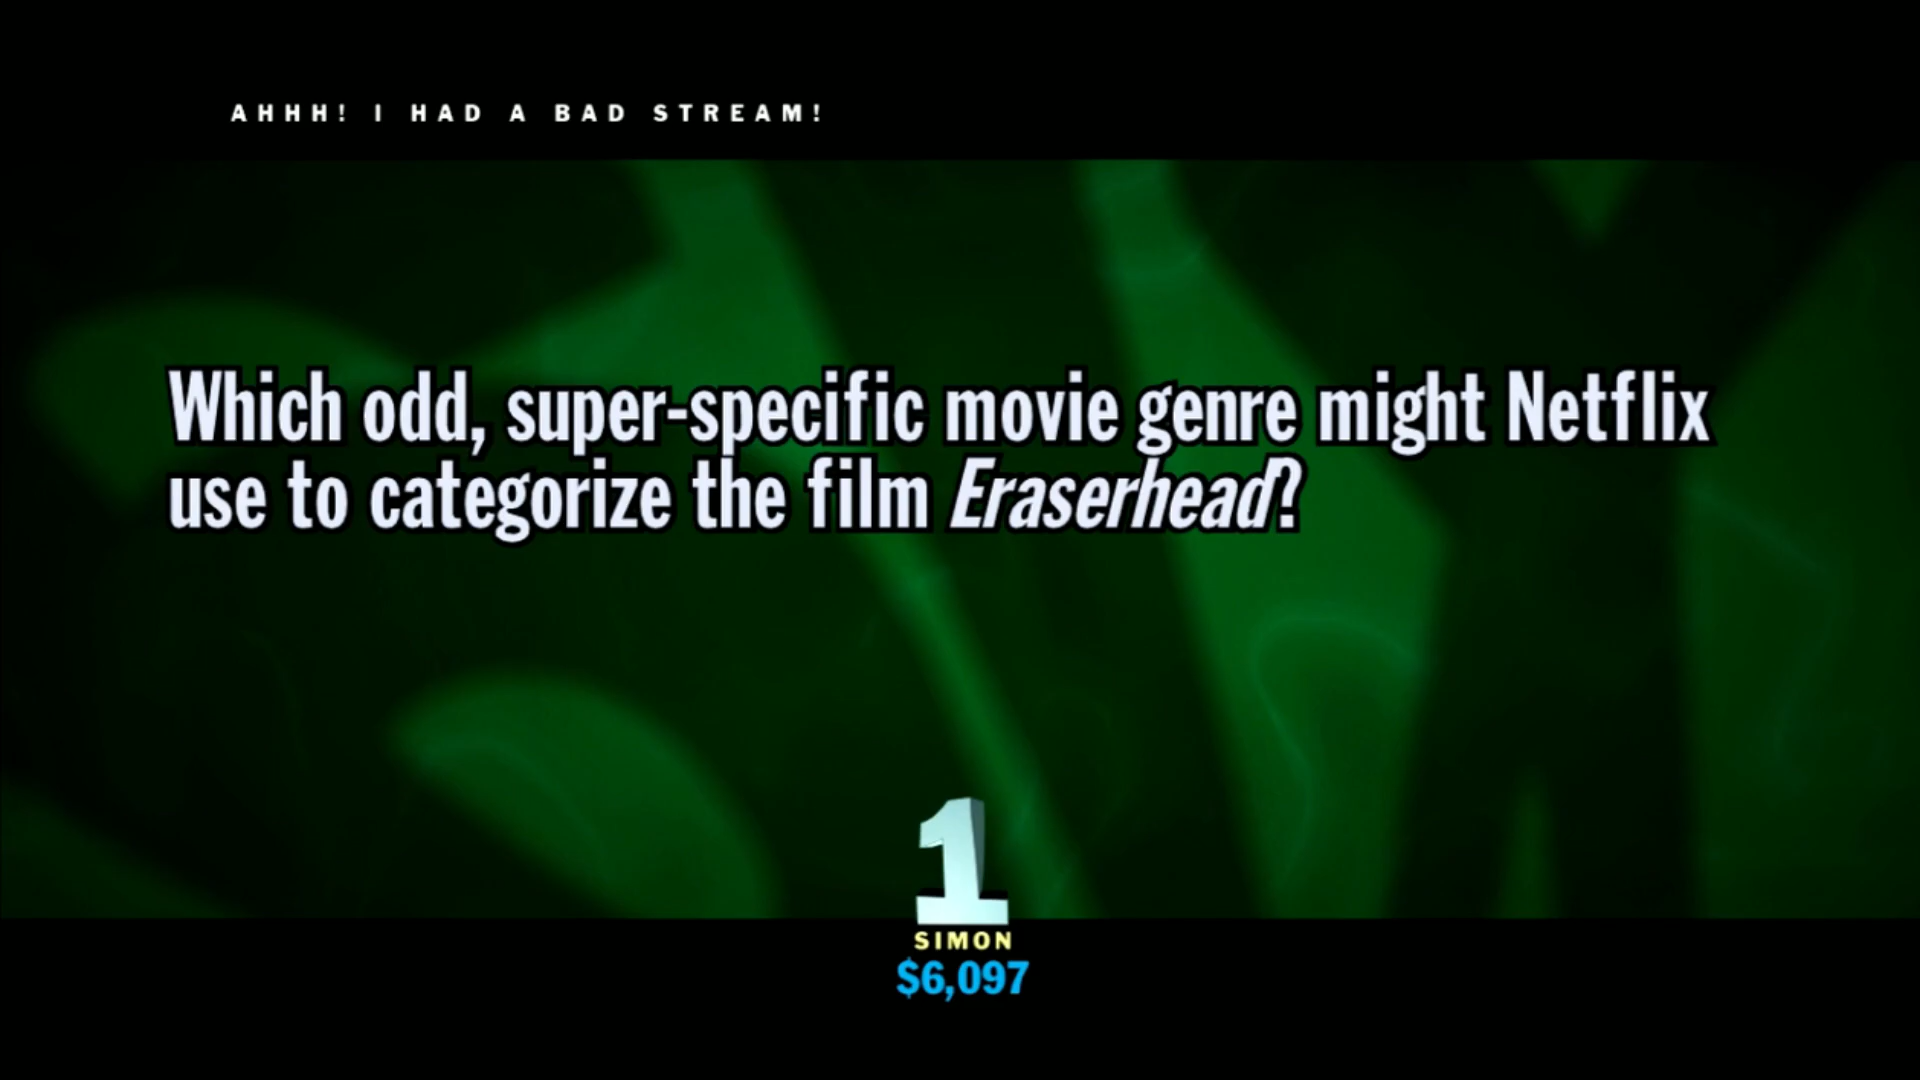 AHHH! I HAD A BAD STREAM!
Which odd, super-specific movie genre might Netflix
use to categorize the film Eraserhead?
1
SIMON
$6,097